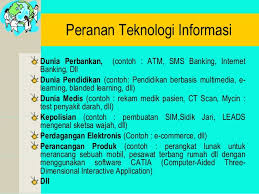 Peranan Teknologi Informasi
Dunia Perbankan, (contoh : ATM, SMS Banking, Internet
Banking, Dll
Dunia Pendidikan (contoh: Pendidikan berbasis multimedia, e-
learning, blanded learning, dll)
Dunia Medis (contoh : rekam medik pasien, CT Scan, Mycin :
test penyakit darah, dll)
Kepolisian (contoh : pembuatan SIM,Sidik Jari, LEADS
mengenal sketsa wajah, dll)
Perdagangan Elektronis (Contoh : e-commerce, dll)
Perancangan Produk (contoh : perangkat lunak untuk
merancang sebuah mobil, pesawat terbang rumah dll dengan
menggunakan software CATIA (Computer-Aided Three-
Dimensional Interactive Application)
Dll